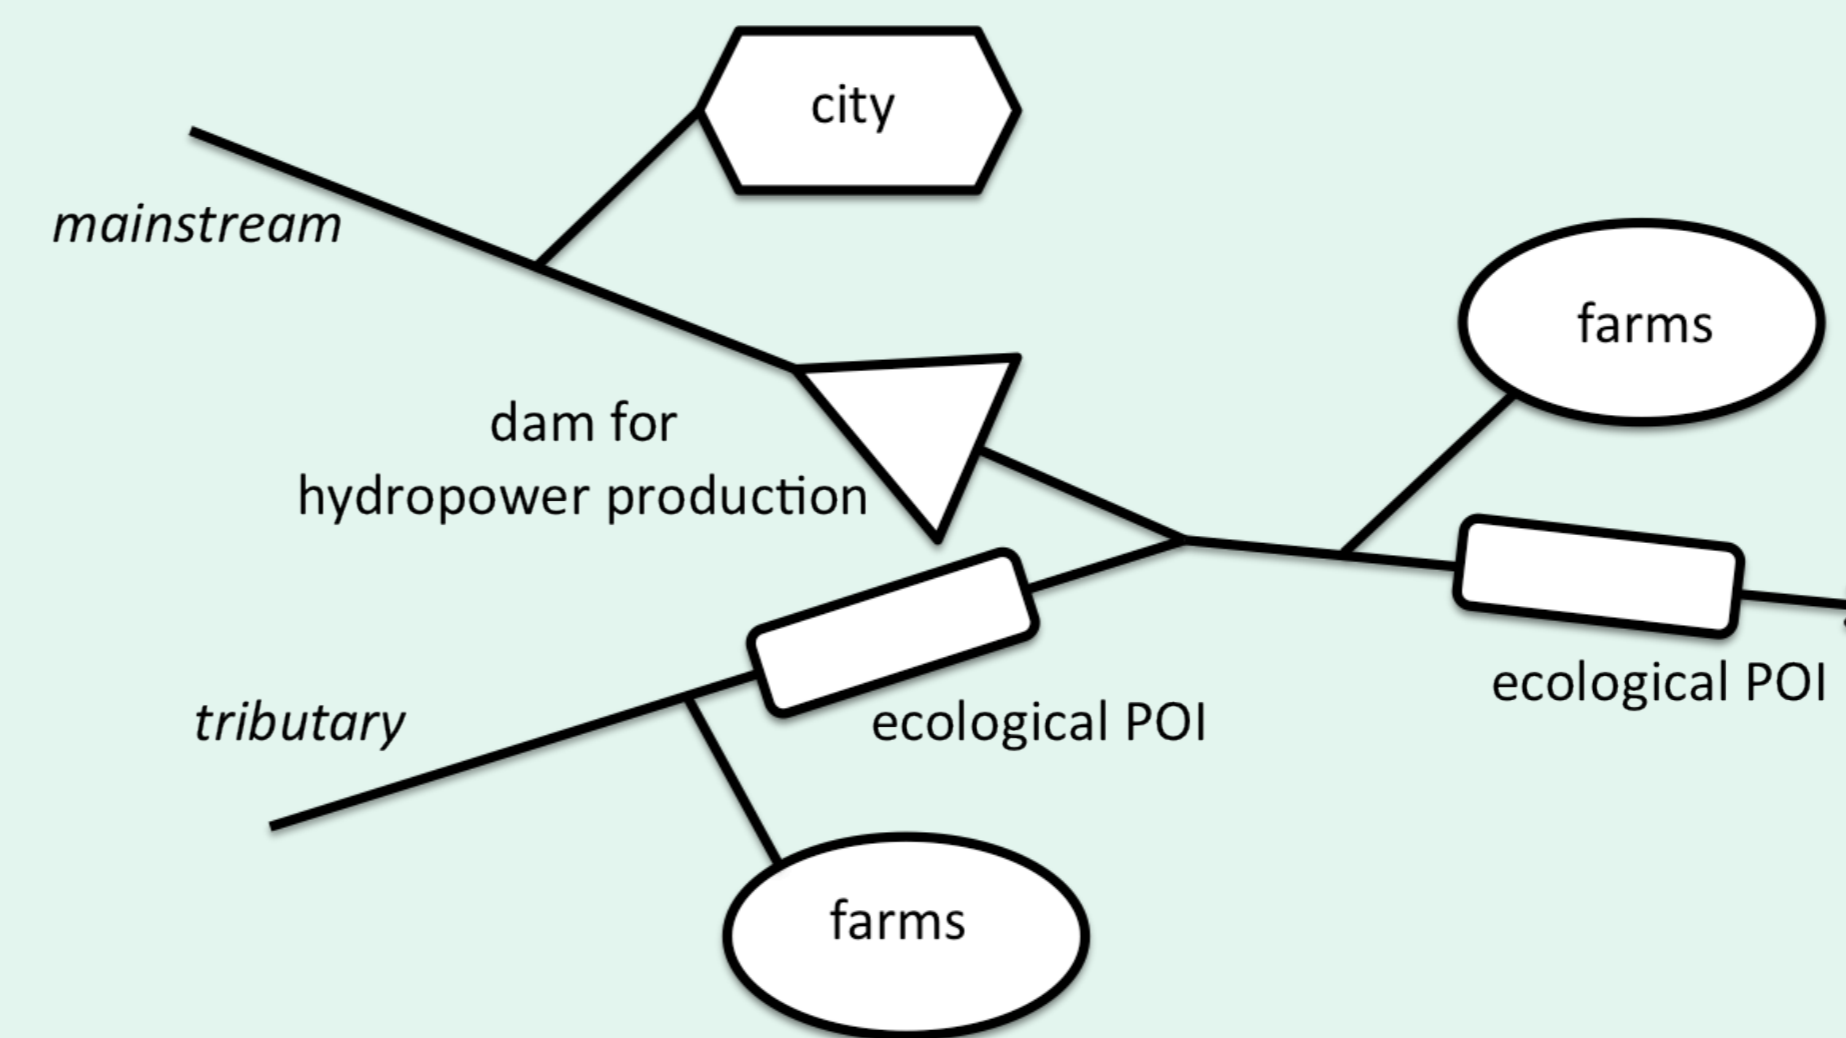 city
mainstream
farms
dam for
hydropower production
ecological POI
tributary
ecological POI
farms